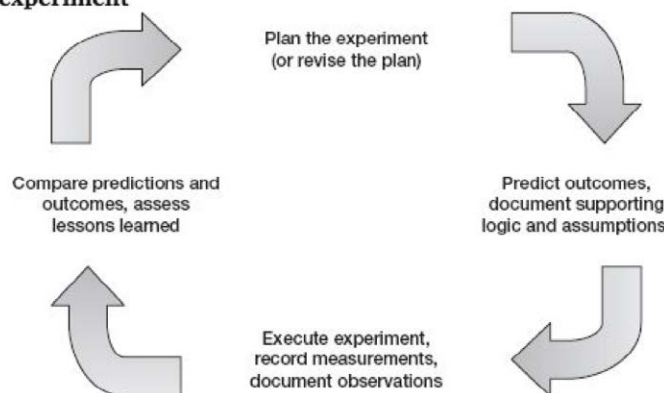 experiment
Plan the experiment
(or revise the plan)
Predict outcomes,
document supporting
logic and assumptions
Execute experiment,
record measurements,
document observations
Compare predictions and
outcomes, assess
lessons learned